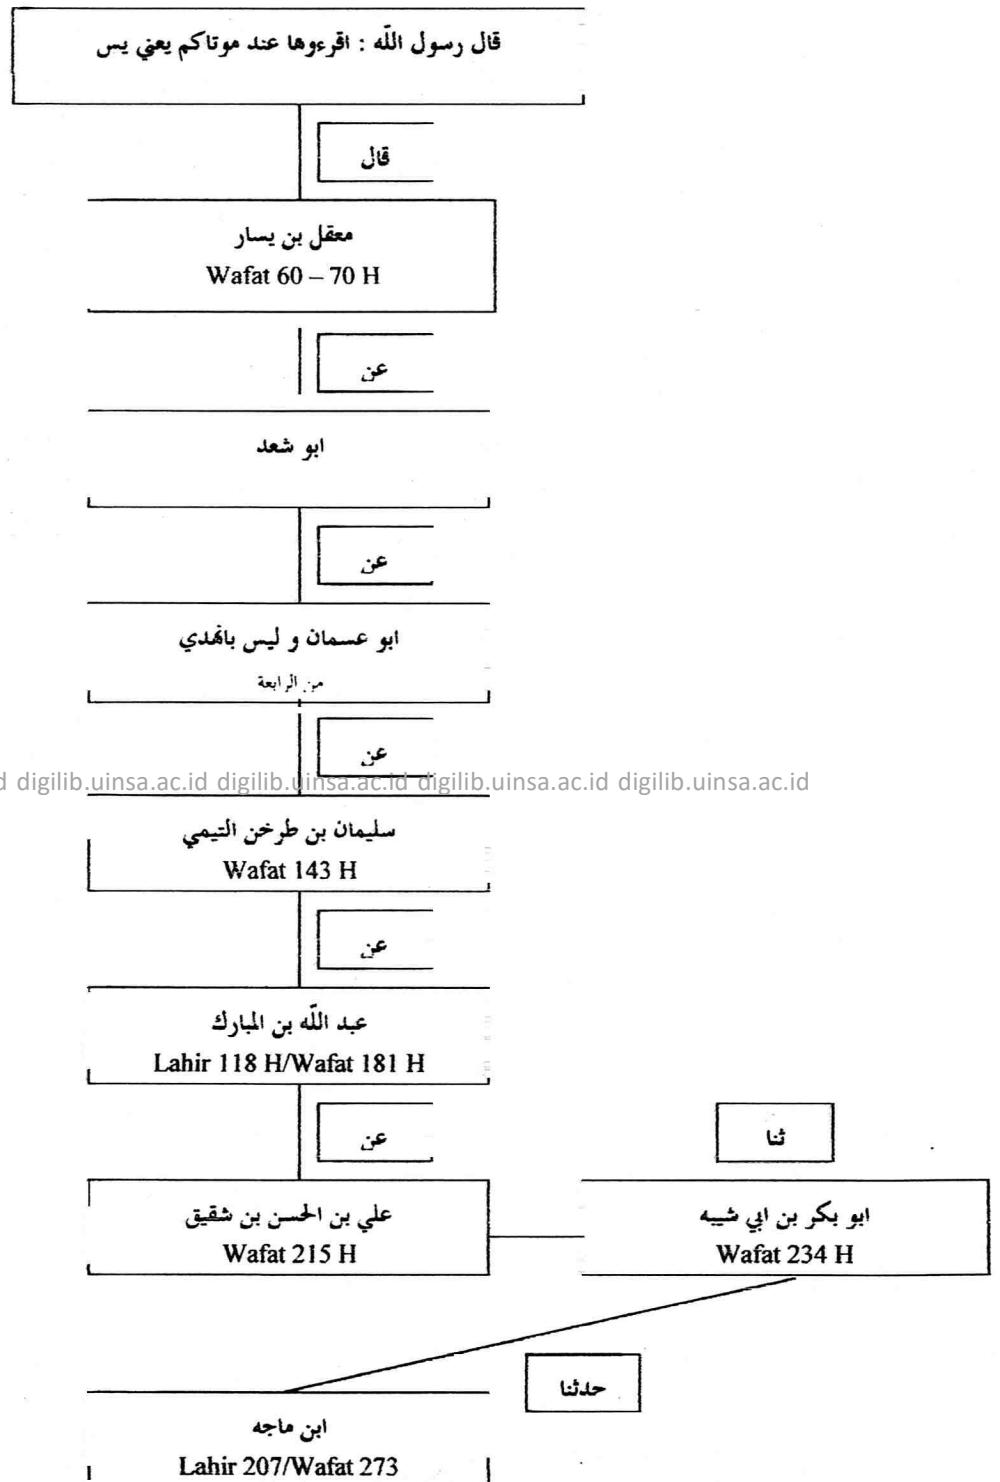 قال رسول اللّه : اقرءوها عند موتاكم يعني يس
قال
معقل بن يسار
Wafat 60 – 70 H
عن
ابو شعد
عن
ابو عسمان و ليس بالهدي
من الرابعة
عن
d digilib.uinsa.ac.id digilib.uinsa.ac.id digilib.uinsa.ac.id digilib.uinsa.ac.id
سليمان بن طرخن التيمي
Wafat 143 H
عن
عبد اللّه بن المبارك
Lahir 118 H/Wafat 181 H
عن
ثنا
علي بن الحسن بن شقيق
Wafat 215 H
ابو بكر بن ابي شيبه
Wafat 234 H
حدثنا
ابن ماجه
Lahir 207/Wafat 273